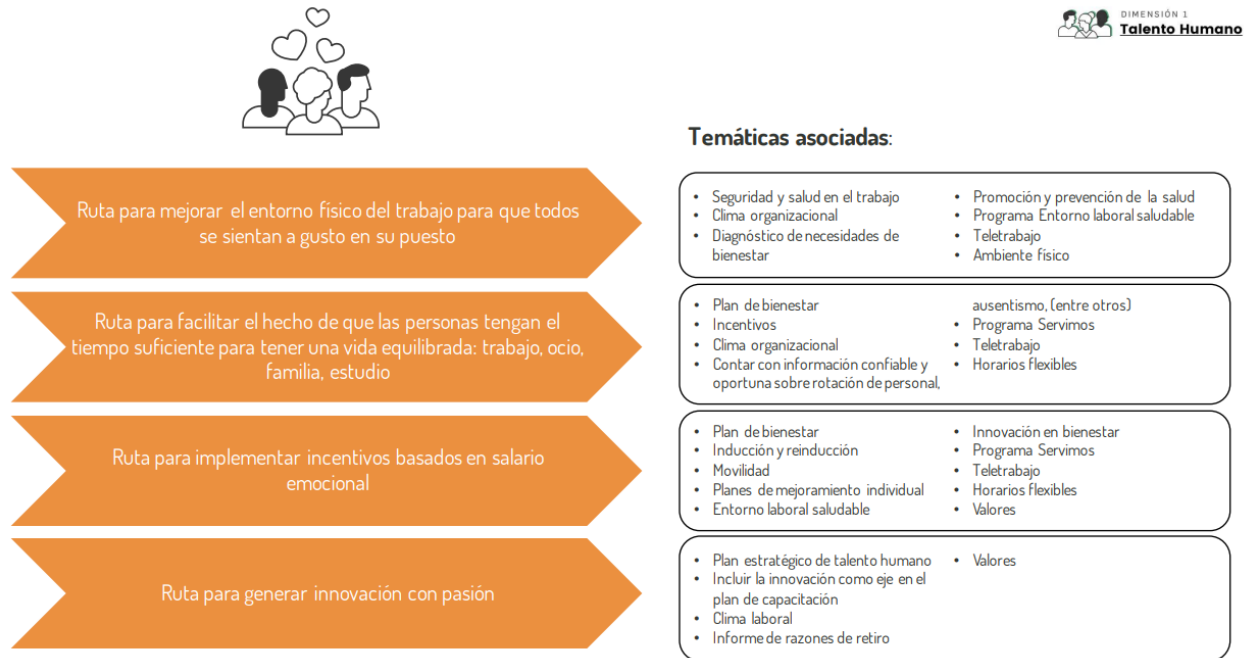 DIMENSIÓN 1
Talento Humano
Temáticas asociadas:
Ruta para mejorar el entorno físico del trabajo para que todos
se sientan a gusto en su puesto
• Seguridad y salud en el trabajo
• Clima organizacional
• Diagnóstico de necesidades de
bienestar
• Promoción y prevención de la salud
• Programa Entorno laboral saludable
• Teletrabajo
• Ambiente físico
Ruta para facilitar el hecho de que las personas tengan el
tiempo suficiente para tener una vida equilibrada: trabajo, ocio,
familia, estudio
• Plan de bienestar
• Incentivos
• Clima organizacional
• Contar con información confiable y
oportuna sobre rotación de personal,
ausentismo, (entre otros)
• Programa Servimos
• Teletrabajo
• Horarios flexibles
Ruta para implementar incentivos basados en salario
emocional
• Plan de bienestar
• Inducción y reinducción
• Movilidad
• Planes de mejoramiento individual
• Entorno laboral saludable
• Innovación en bienestar
• Programa Servimos
• Teletrabajo
• Horarios flexibles
• Valores
Ruta para generar innovación con pasión
• Plan estratégico de talento humano
• Incluir la innovación como eje en el
plan de capacitación
• Clima laboral
• Informe de razones de retiro
• Valores